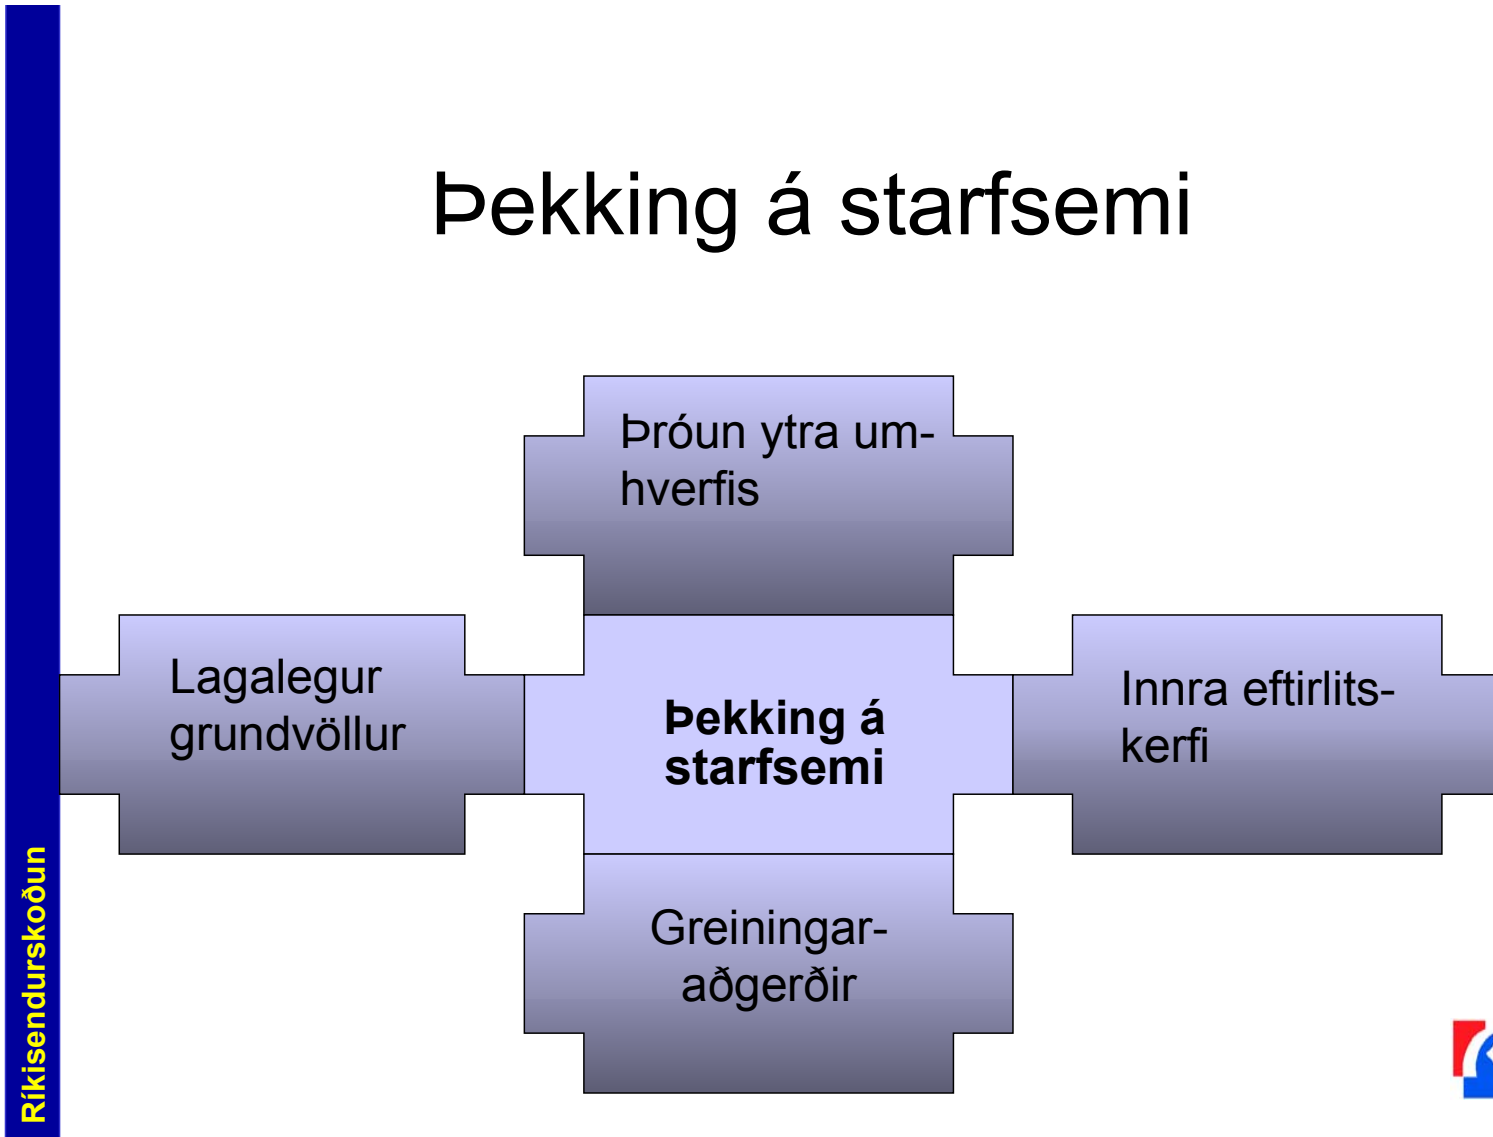 Þekking á starfsemi
Þróun ytra um-
hverfis
Lagalegur
grundvöllur
Þekking á
starfsemi
Innra eftirlits-
kerfi
Greiningar-
aðgerðir
Ríkisendurskoðun